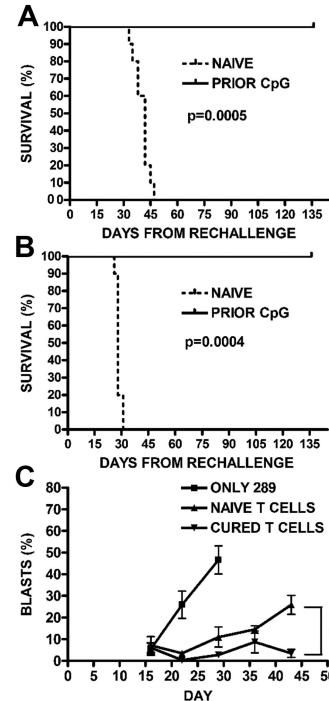 A
SURVIVAL (%)
100
90
80
70
60
50
40
30
20
10
0
NAIVE
PRIOR CpG
p=0.0005
0 15 30 45 60 75 90 105 120 135
DAYS FROM RECHALLENGE
B
SURVIVAL (%)
100
90
80
70
60
50
40
30
20
10
0
NAIVE
PRIOR CpG
p=0.0004
0 15 30 45 60 75 90 105 120 135
DAYS FROM RECHALLENGE
C
BLASTS (%)
80
70
60
50
40
30
20
10
0
ONLY 289
NAIVE T CELLS
CURED T CELLS
0 5 10 15 20 25 30 35 40 45 50
DAY